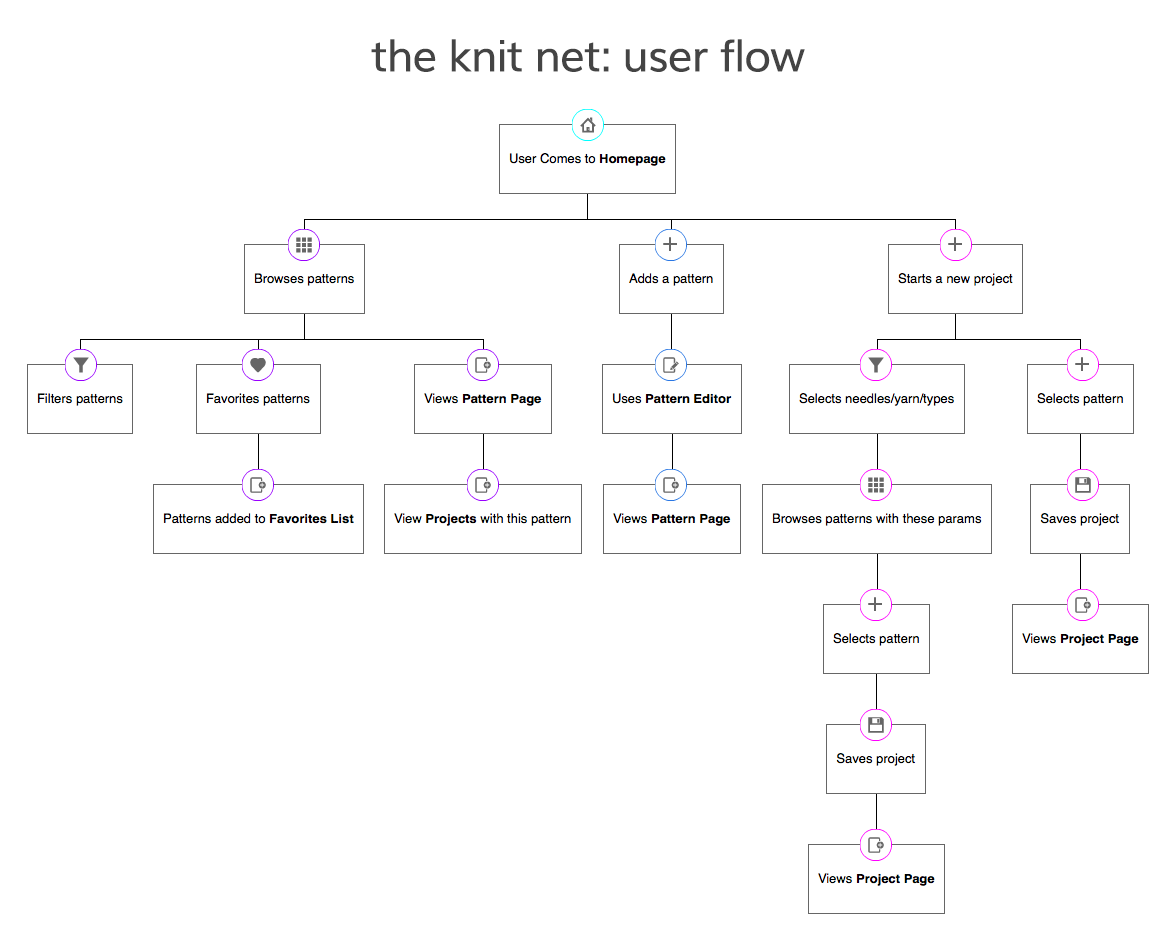 the knit net: user flow
User Comes to Homepage
Browses patterns
Adds a pattern
Starts a new project
Filters patterns
Favorites patterns
Views Pattern Page
Uses Pattern Editor
Selects needles/yarn/types
Selects pattern
Patterns added to Favorites List
View Projects with this pattern
Views Pattern Page
Browses patterns with these params
Saves project
Selects pattern
Views Project Page
Saves project
Views Project Page